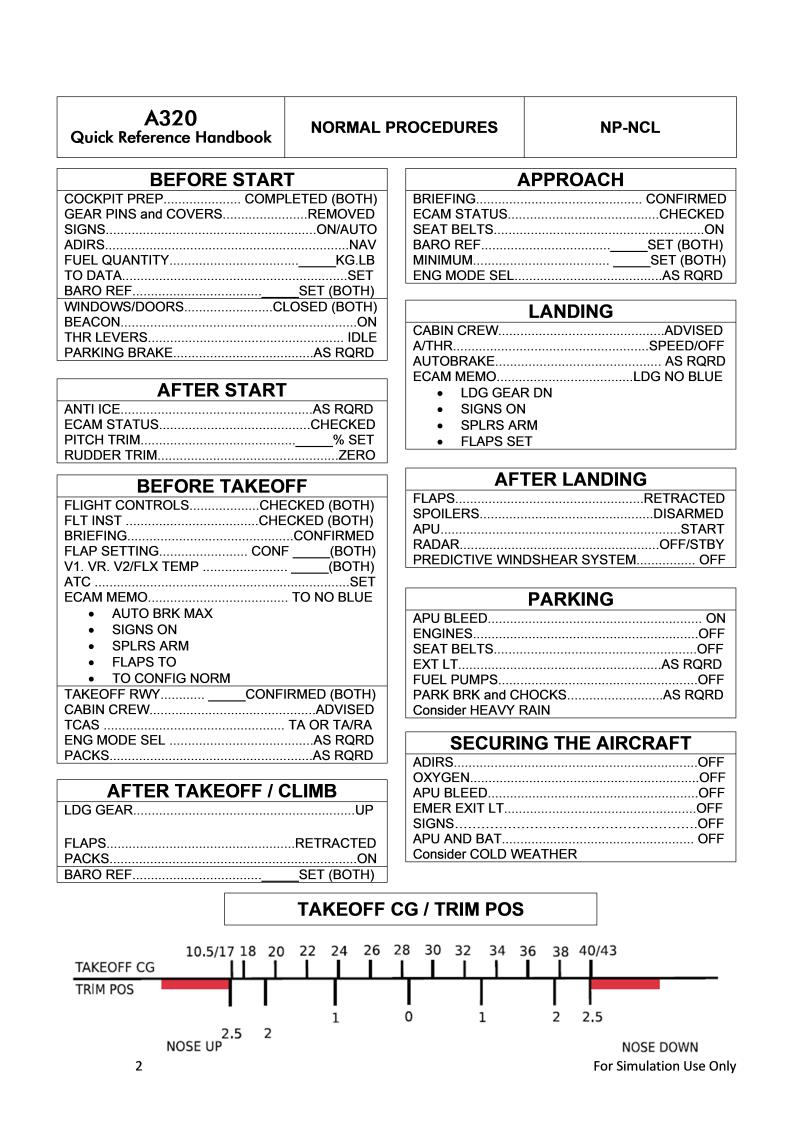 A320
Quick Reference Handbook
NORMAL PROCEDURES
NP-NCL
BEFORE START
COCKPIT PREP..................... COMPLETED (BOTH)
GEAR PINS and COVERS.......................REMOVED
SIGNS.........................................................ON/AUTO
ADIRS..................................................................NAV
FUEL QUANTITY..................................______KG.LB
TO DATA.............................................................SET
BARO REF..................................______SET (BOTH)
WINDOWS/DOORS........................CLOSED (BOTH)
BEACON...............................................................ON
THR LEVERS..................................................... IDLE
PARKING BRAKE.............................................AS RQRD
AFTER START
ANTI ICE....................................................AS RQRD
ECAM STATUS.........................................CHECKED
PITCH TRIM..........................................______% SET
RUDDER TRIM................................................ZERO
BEFORE TAKEOFF
FLIGHT CONTROLS...................CHECKED (BOTH)
FLT INST ....................................CHECKED (BOTH)
BRIEFING.............................................CONFIRMED
FLAP SETTING........................ CONF ______(BOTH)
V1. VR. V2/FLX TEMP ....................... ______(BOTH)
ATC .....................................................................SET
ECAM MEMO...................................... TO NO BLUE
• AUTO BRK MAX
• SIGNS ON
• SPLRS ARM
• FLAPS TO
• TO CONFIG NORM
TAKEOFF RWY............ ______CONFIRMED (BOTH)
CABIN CREW.............................................ADVISED
TCAS ................................................. TA OR TA/RA
ENG MODE SEL .......................................AS RQRD
PACKS.......................................................AS RQRD
AFTER TAKEOFF / CLIMB
LDG GEAR............................................................UP
FLAPS...................................................RETRACTED
PACKS...................................................................ON
BARO REF...................................______SET (BOTH)
APPROACH
BRIEFING............................................. CONFIRMED
ECAM STATUS.........................................CHECKED
SEAT BELTS..........................................................ON
BARO REF...................................______SET (BOTH)
MINIMUM..................................... ______SET (BOTH)
ENG MODE SEL........................................AS RQRD
LANDING
CABIN CREW.............................................ADVISED
A/THR.....................................................SPEED/OFF
AUTOBRAKE.............................................. AS RQRD
ECAM MEMO.....................................LDG NO BLUE
• LDG GEAR DN
• SIGNS ON
• SPLRS ARM
• FLAPS SET
AFTER LANDING
FLAPS...................................................RETRACTED
SPOILERS...............................................DISARMED
APU...................................................................START
RADAR......................................................OFF/STBY
PREDICTIVE WINDSHEAR SYSTEM................ OFF
PARKING
APU BLEED.......................................................... ON
ENGINES.............................................................OFF
SEAT BELTS........................................................OFF
EXT LT.......................................................AS RQRD
FUEL PUMPS.......................................................OFF
PARK BRK and CHOCKS..........................AS RQRD
Consider HEAVY RAIN
SECURING THE AIRCRAFT
ADIRS..................................................................OFF
OXYGEN..............................................................OFF
APU BLEED.........................................................OFF
EMER EXIT LT.....................................................OFF
SIGNS..................................................................OFF
APU AND BAT.................................................... OFF
Consider COLD WEATHER
TAKEOFF CG / TRIM POS
10.5/17 18 20 22 24 26 28 30 32 34 36 38 40/43
TAKEOFF CG
TRIM POS
2.5 2 1 0 1 2 2.5
NOSE UP
NOSE DOWN
2
For Simulation Use Only